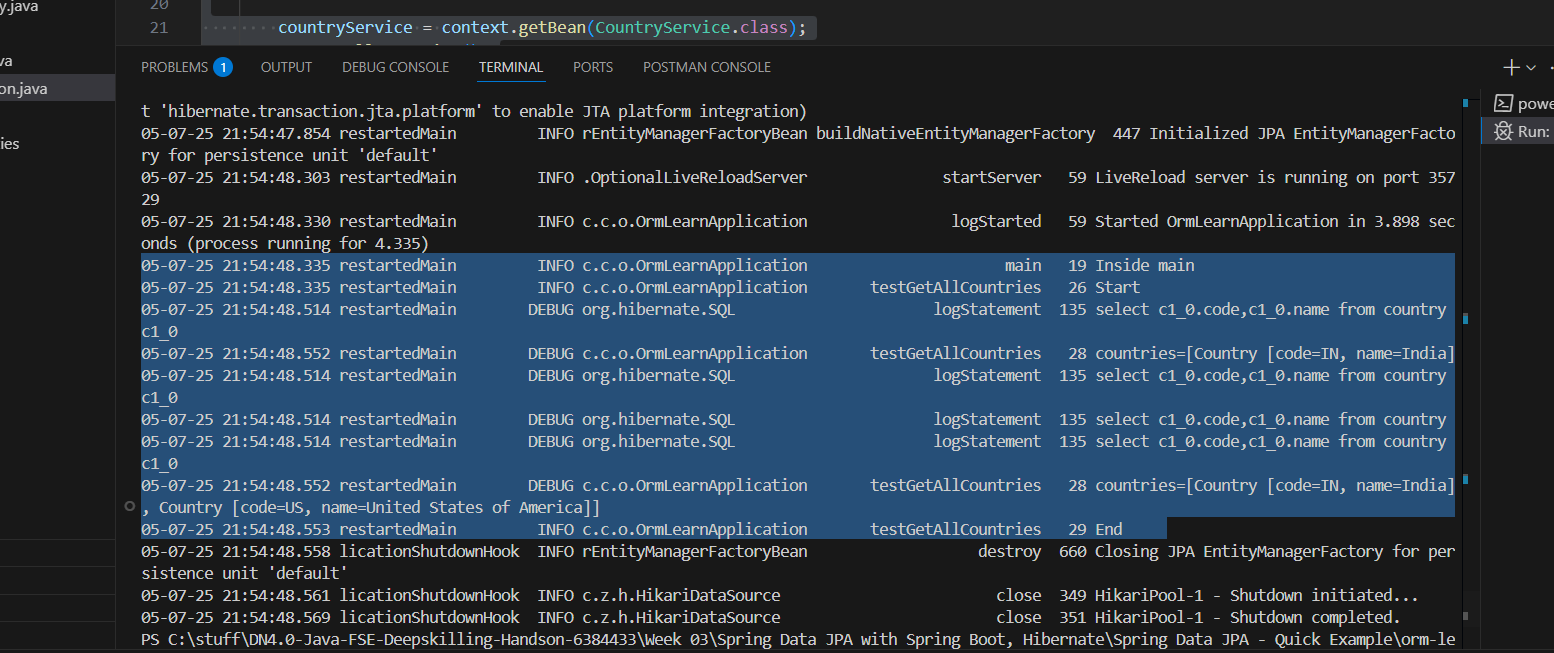 y.java
20
21 countryService = context.getBean(CountryService.class);
va
on.java
ies
PROBLEMS 1 OUTPUT DEBUG CONSOLE TERMINAL PORTS POSTMAN CONSOLE
powe
Run:
t 'hibernate.transaction.jta.platform' to enable JTA platform integration)
05-07-25 21:54:47.854 restartedMain INFO rEntityManagerFactoryBean buildNativeEntityManagerFactory 447 Initialized JPA EntityManagerFacto
ry for persistence unit 'default'
05-07-25 21:54:48.303 restartedMain INFO .OptionalLiveReloadServer startServer 59 LiveReload server is running on port 357
29
05-07-25 21:54:48.330 restartedMain INFO c.c.o.OrmLearnApplication logStarted 59 Started OrmLearnApplication in 3.898 sec
onds (process running for 4.335)
05-07-25 21:54:48.335 restartedMain INFO c.c.o.OrmLearnApplication main 19 Inside main
05-07-25 21:54:48.335 restartedMain INFO c.c.o.OrmLearnApplication testGetAllCountries 26 Start
05-07-25 21:54:48.514 restartedMain DEBUG org.hibernate.SQL logStatement 135 select c1_0.code,c1_0.name from country
c1_0
05-07-25 21:54:48.552 restartedMain DEBUG c.c.o.OrmLearnApplication testGetAllCountries 28 countries=[Country [code=IN, name=India]
05-07-25 21:54:48.514 restartedMain DEBUG org.hibernate.SQL logStatement 135 select c1_0.code,c1_0.name from country
c1_0
05-07-25 21:54:48.514 restartedMain DEBUG org.hibernate.SQL logStatement 135 select c1_0.code,c1_0.name from country
05-07-25 21:54:48.514 restartedMain DEBUG org.hibernate.SQL logStatement 135 select c1_0.code,c1_0.name from country
c1_0
05-07-25 21:54:48.552 restartedMain DEBUG c.c.o.OrmLearnApplication testGetAllCountries 28 countries=[Country [code=IN, name=India]
, Country [code=US, name=United States of America]]
05-07-25 21:54:48.553 restartedMain INFO c.c.o.OrmLearnApplication testGetAllCountries 29 End
05-07-25 21:54:48.558 licationShutdownHook INFO rEntityManagerFactoryBean destroy 660 Closing JPA EntityManagerFactory for per
sistence unit 'default'
05-07-25 21:54:48.561 licationShutdownHook INFO c.z.h.HikariDataSource close 349 HikariPool-1 - Shutdown initiated...
05-07-25 21:54:48.569 licationShutdownHook INFO c.z.h.HikariDataSource close 351 HikariPool-1 - Shutdown completed.
PS C:\stuff\DN4.0-Java-FSE-Deepskilling-Handson-6384433\Week 03\Spring Data JPA with Spring Boot, Hibernate\Spring Data JPA - Quick Example\orm-le